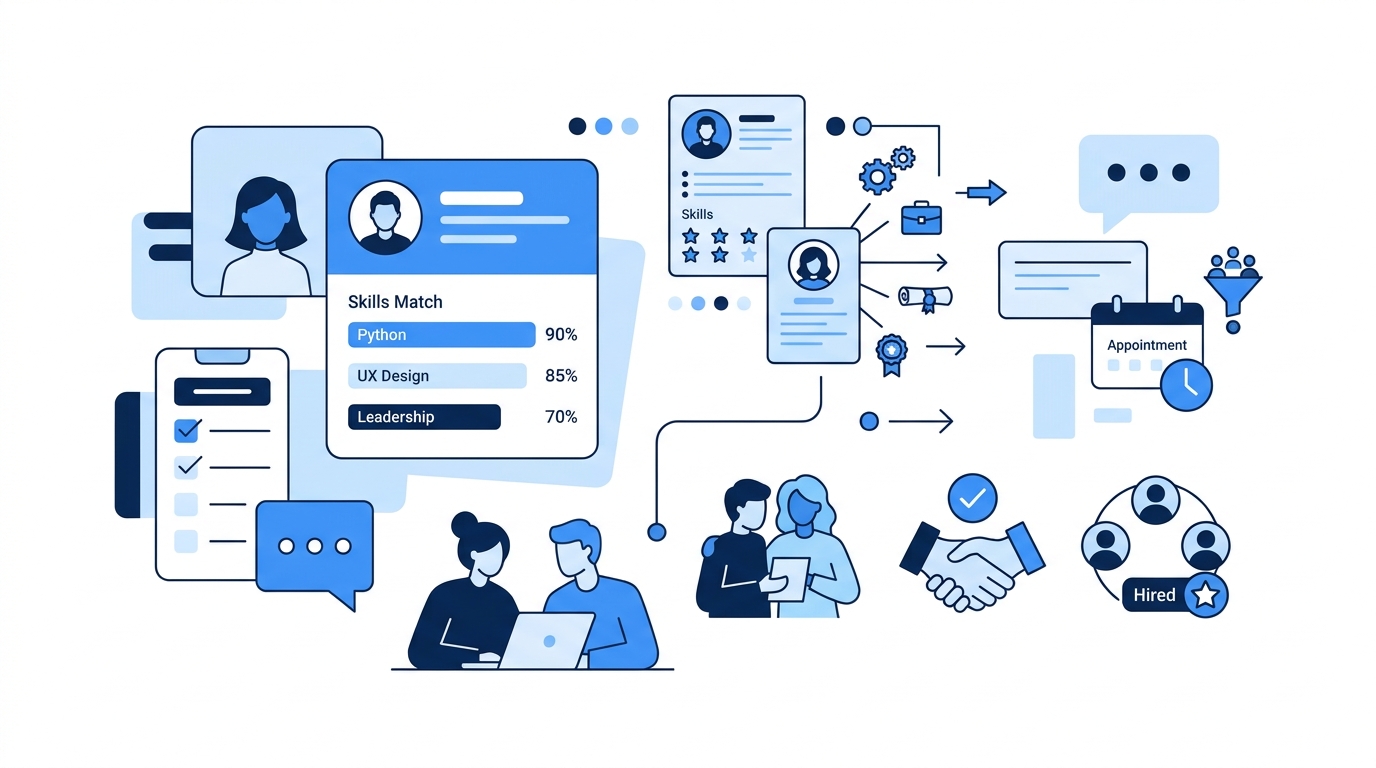 Skills Match
Python 90%
UX Design 85%
Leadership 70%
Skills
Appointment
Hired